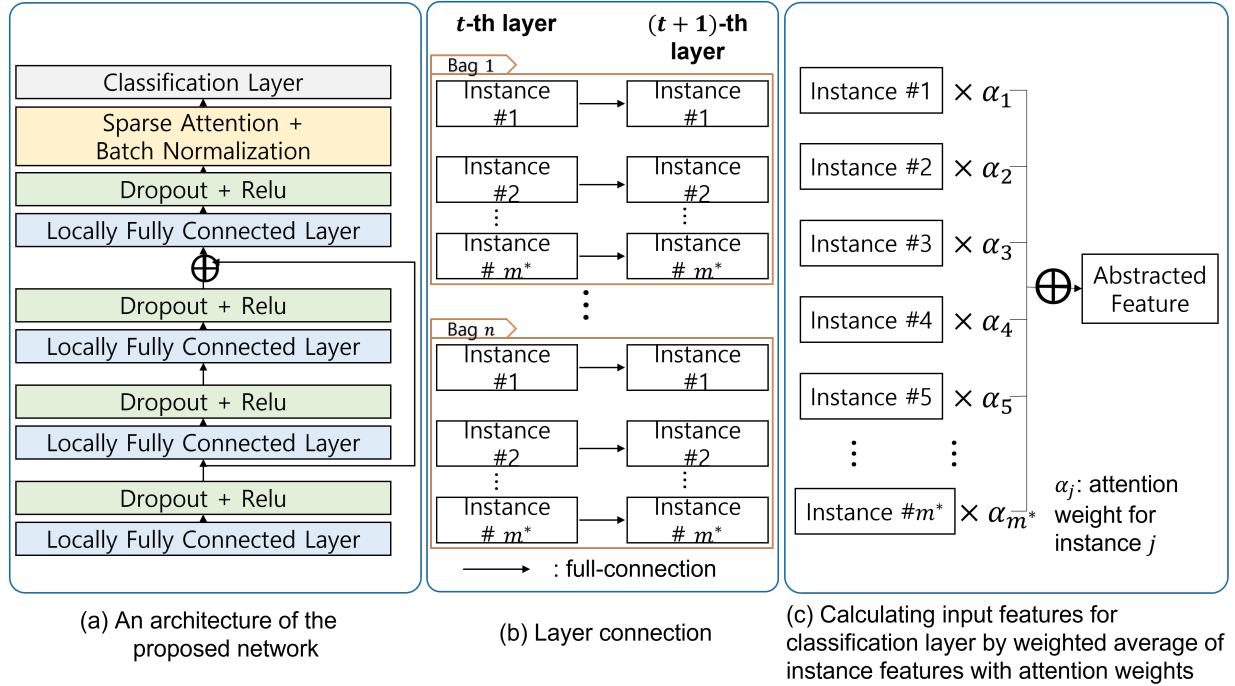 Classification Layer
Sparse Attention +
Batch Normalization
Dropout + Relu
Locally Fully Connected Layer
Dropout + Relu
Locally Fully Connected Layer
Dropout + Relu
Locally Fully Connected Layer
Dropout + Relu
Locally Fully Connected Layer
(a) An architecture of the
proposed network
t-th layer
(t + 1)-th
layer
Bag 1
Instance
#1
Instance
#1
Instance
#2
Instance
#2
⋮
⋮
Instance
# m*
Instance
# m*
⋮
Bag n
Instance
#1
Instance
#1
Instance
#2
Instance
#2
⋮
⋮
Instance
# m*
Instance
# m*
: full-connection
(b) Layer connection
Instance #1 × α₁
Instance #2 × α₂
Instance #3 × α₃
Instance #4 × α₄
Instance #5 × α₅
⋮ ⋮
Instance #m* × αₘ*
Abstracted
Feature
αⱼ: attention
weight for
instance j
(c) Calculating input features for
classification layer by weighted average of
instance features with attention weights